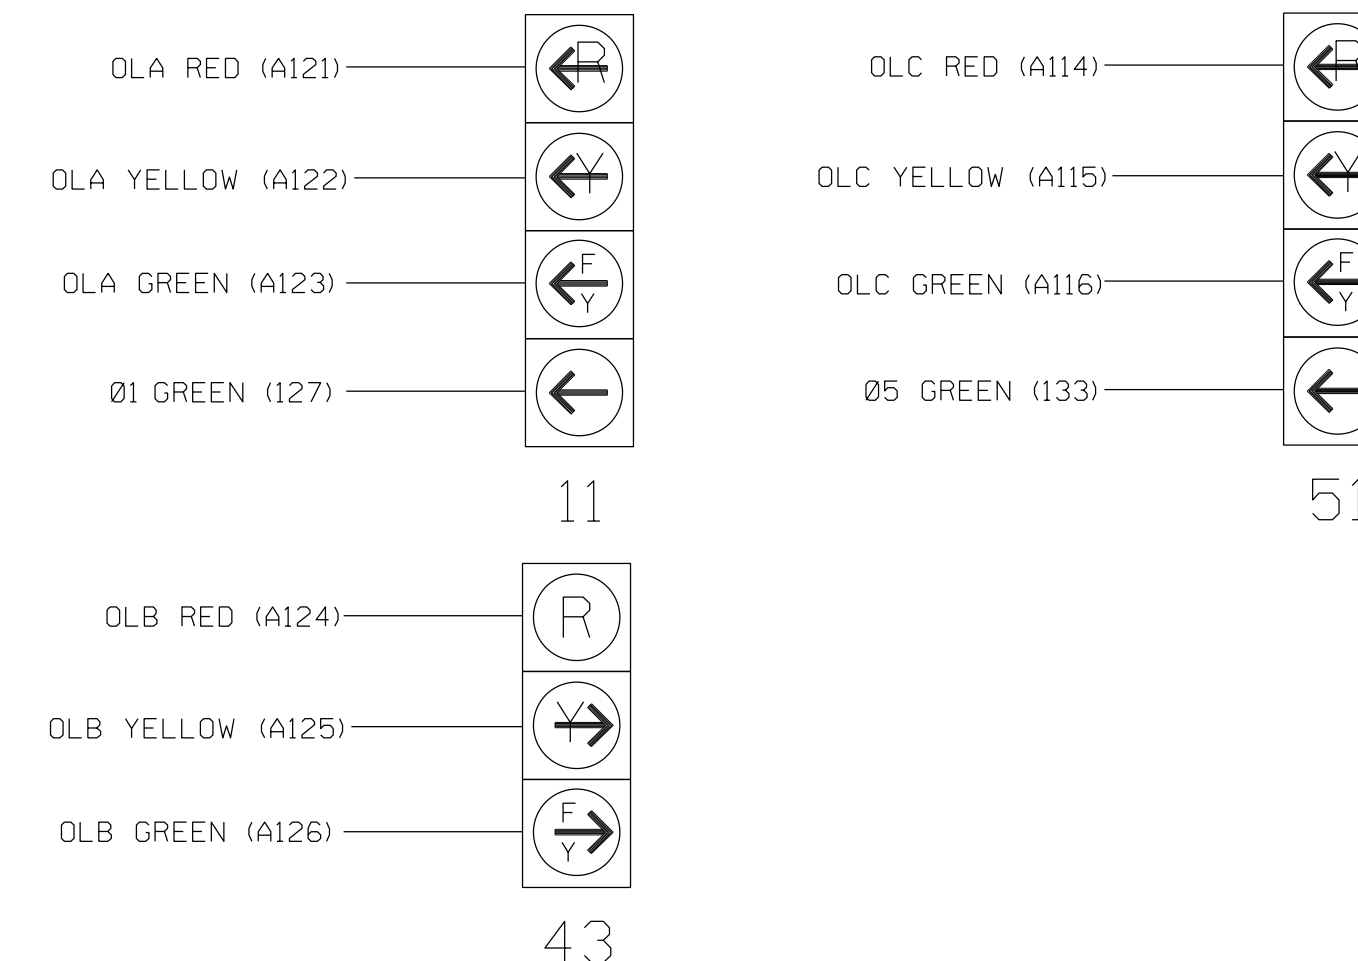 OLA RED (A121)
R
OLA YELLOW (A122)
Y
OLA GREEN (A123)
F
Y
Ø1 GREEN (127)
11
OLC RED (A114)
R
OLC YELLOW (A115)
Y
OLC GREEN (A116)
F
Y
Ø5 GREEN (133)
51
OLB RED (A124)
R
OLB YELLOW (A125)
Y
OLB GREEN (A126)
F
Y
43